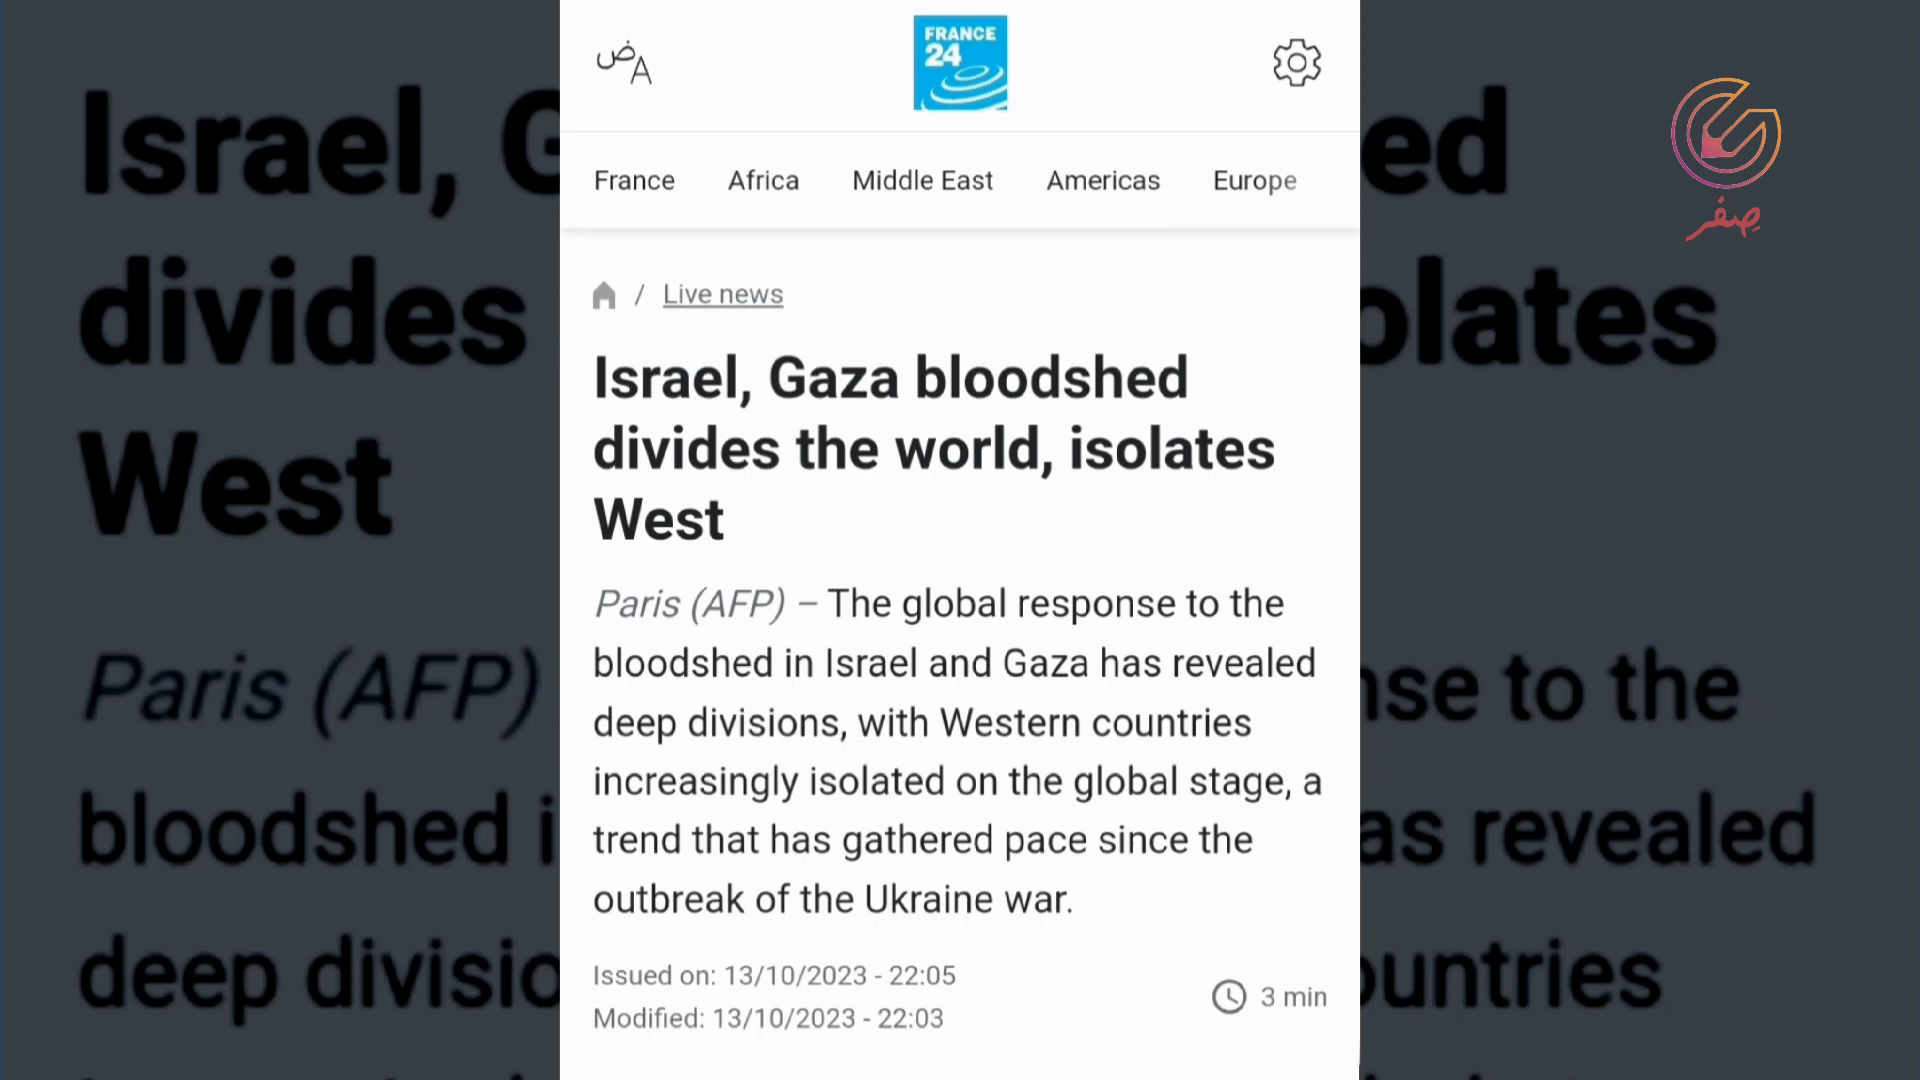 ض A
FRANCE
24
France Africa Middle East Americas Europe
/ Live news
Israel, Gaza bloodshed
divides the world, isolates
West
Paris (AFP) – The global response to the
bloodshed in Israel and Gaza has revealed
deep divisions, with Western countries
increasingly isolated on the global stage, a
trend that has gathered pace since the
outbreak of the Ukraine war.
Issued on: 13/10/2023 - 22:05
Modified: 13/10/2023 - 22:03
3 min
صِفر